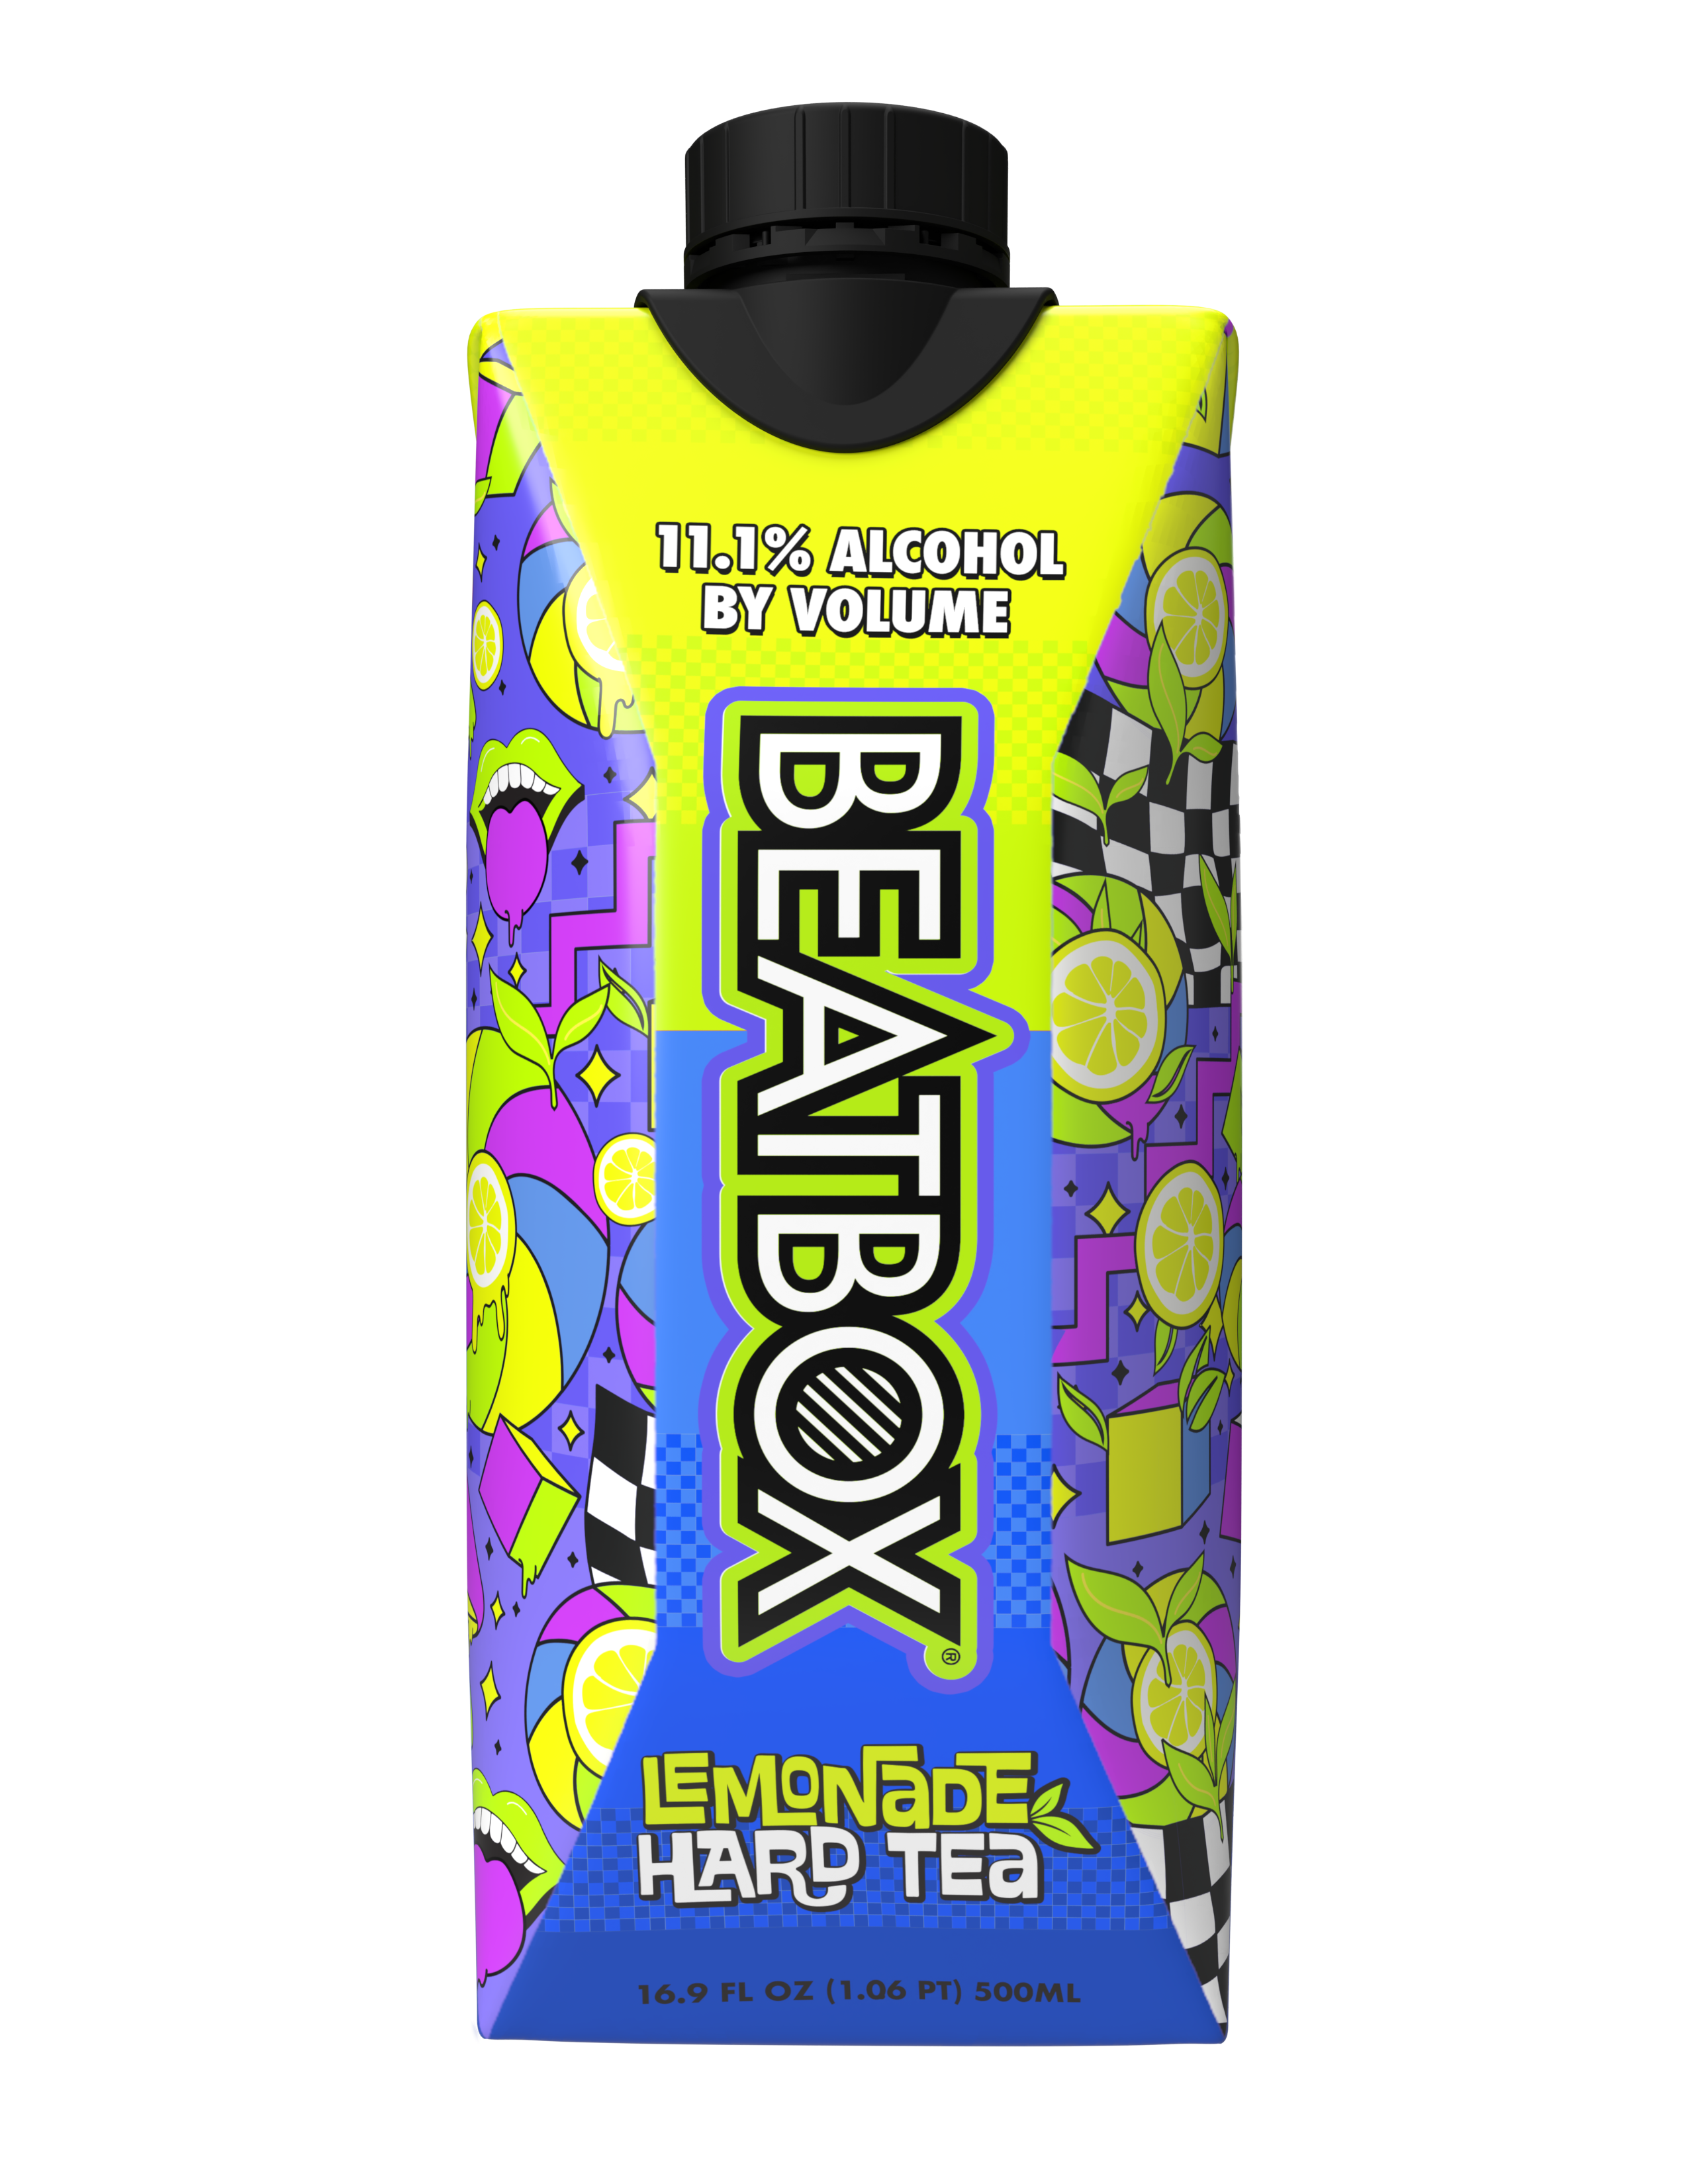 11.1% ALCOHOL
BY VOLUME
BEATBOX®
LEMONADE
HARD TEA
16.9 FL OZ (1.06 PT) 500ML